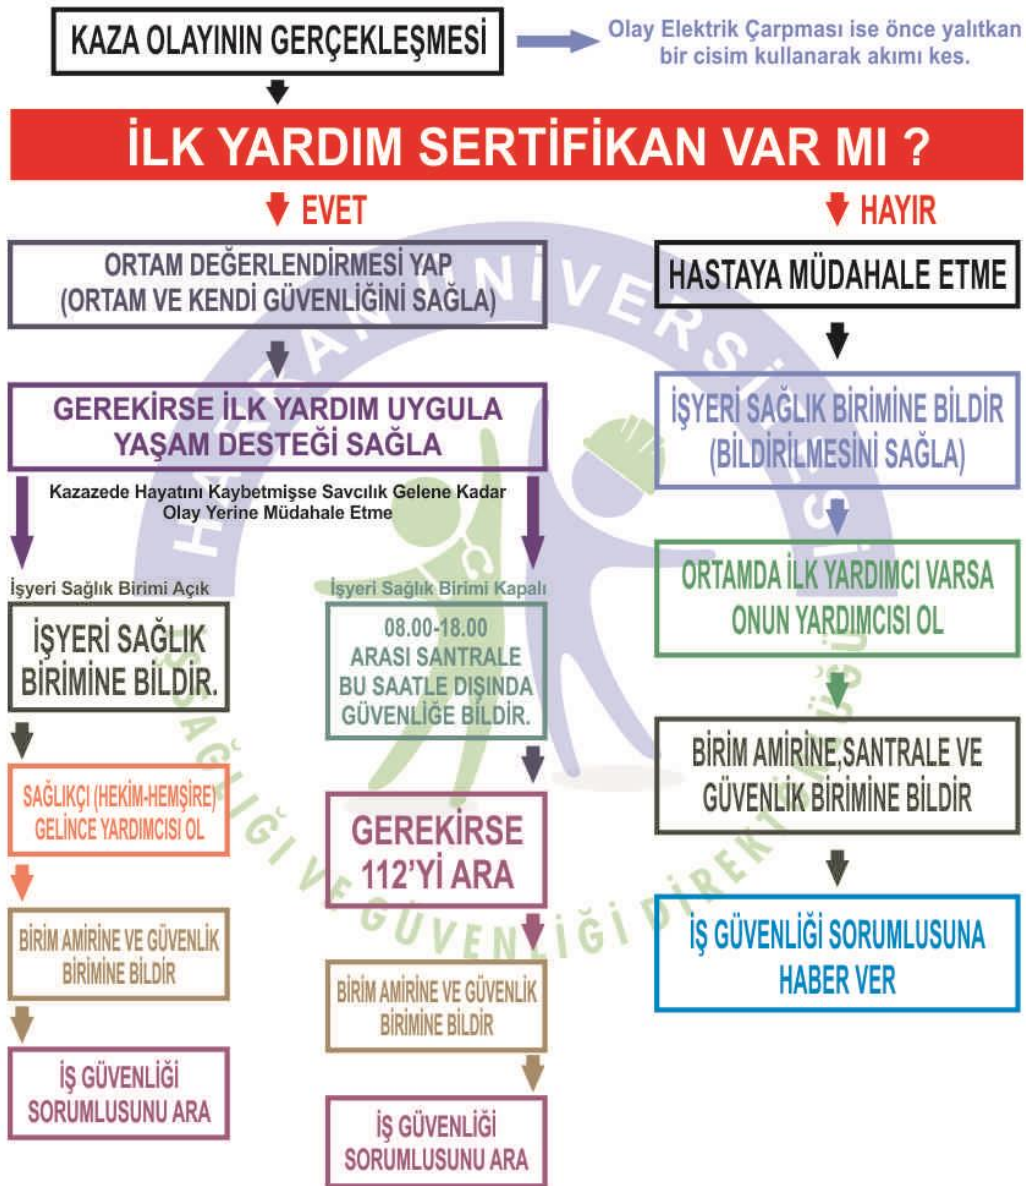 KAZA OLAYININ GERÇEKLEŞMESİ
Olay Elektrik Çarpması ise önce yalıtkan
bir cisim kullanarak akımı kes.
İLK YARDIM SERTİFİKAN VAR MI ?
EVET
HAYIR
ORTAM DEĞERLENDİRMESİ YAP
(ORTAM VE KENDİ GÜVENLİĞİNİ SAĞLA)
GEREKİRSE İLK YARDIM UYGULA
YAŞAM DESTEĞİ SAĞLA
Kazazede Hayatını Kaybetmişse Savcılık Gelene Kadar
Olay Yerine Müdahale Etme
İşyeri Sağlık Birimi Açık
İŞYERİ SAĞLIK
BİRİMİNE BİLDİR.
SAĞLIKÇI (HEKİM-HEMŞİRE)
GELİNCE YARDIMCISI OL
BİRİM AMİRİNE VE GÜVENLİK
BİRİMİNE BİLDİR
İŞ GÜVENLİĞİ
SORUMLUSUNU ARA
İşyeri Sağlık Birimi Kapalı
08.00-18.00
ARASI SANTRALE
BU SAATLE DIŞINDA
GÜVENLİĞE BİLDİR.
GEREKİRSE
112'Yİ ARA
BİRİM AMİRİNE VE GÜVENLİK
BİRİMİNE BİLDİR
İŞ GÜVENLİĞİ
SORUMLUSUNU ARA
HASTAYA MÜDAHALE ETME
İŞYERİ SAĞLIK BİRİMİNE BİLDİR
(BİLDİRİLMESİNİ SAĞLA)
ORTAMDA İLK YARDIMCI VARSA
ONUN YARDIMCISI OL
BİRİM AMİRİNE,SANTRALE VE
GÜVENLİK BİRİMİNE BİLDİR
İŞ GÜVENLİĞİ SORUMLUSUNA
HABER VER
HARRAN ÜNİVERSİTESİ
İŞ SAĞLIĞI VE GÜVENLİĞİ